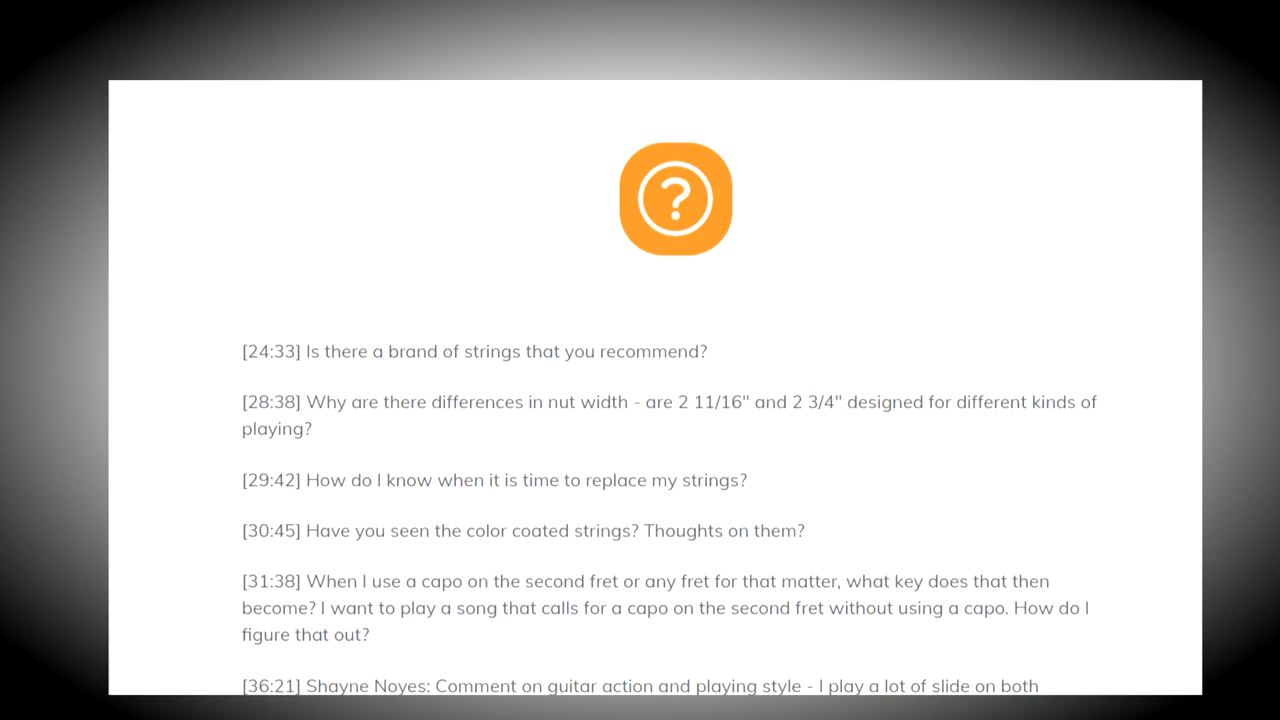 ?
[24:33] Is there a brand of strings that you recommend?
[28:38] Why are there differences in nut width - are 2 11/16" and 2 3/4" designed for different kinds of
playing?
[29:42] How do I know when it is time to replace my strings?
[30:45] Have you seen the color coated strings? Thoughts on them?
[31:38] When I use a capo on the second fret or any fret for that matter, what key does that then
become? I want to play a song that calls for a capo on the second fret without using a capo. How do I
figure that out?
[36:21] Shayne Noyes: Comment on guitar action and playing style - I play a lot of slide on both